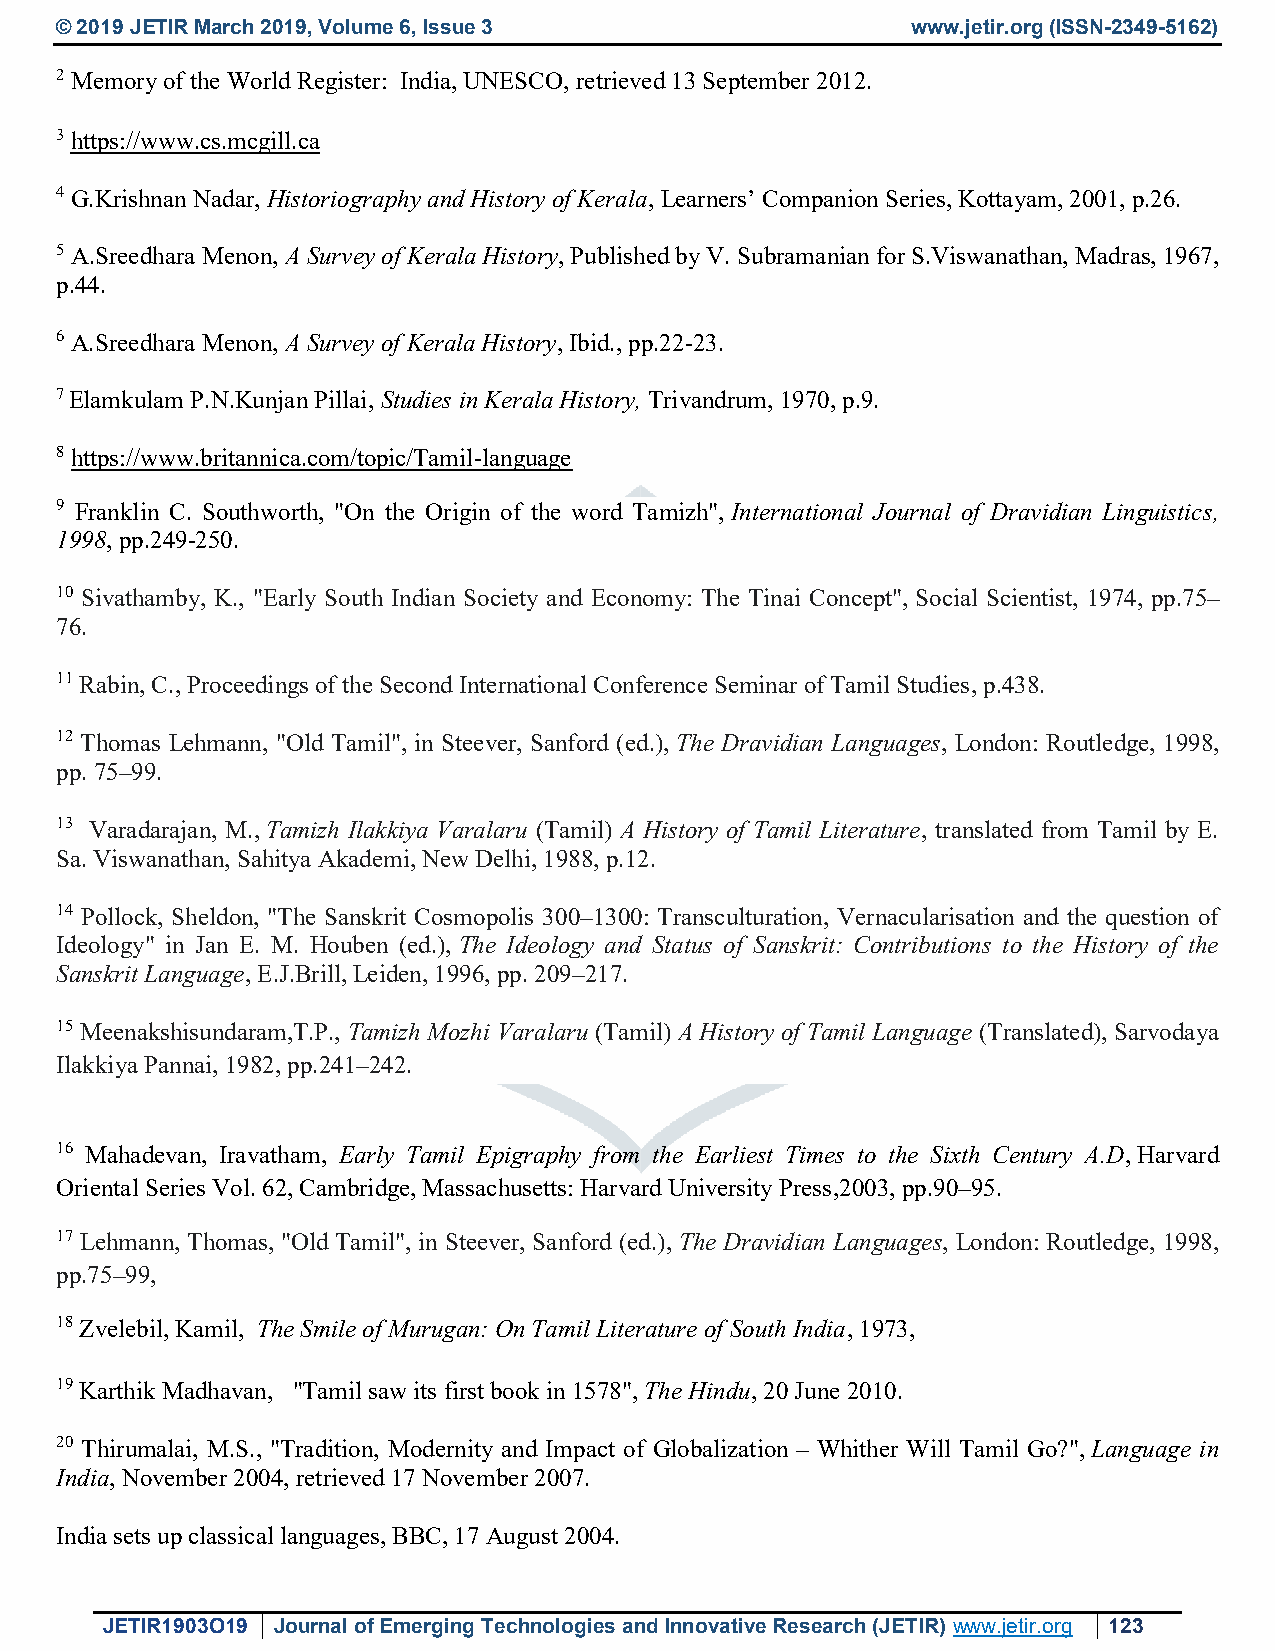 © 2019 JETIR March 2019, Volume 6, Issue 3 www.jetir.org (ISSN-2349-5162)
2 Memory of the World Register: India, UNESCO, retrieved 13 September 2012.
3 https://www.cs.mcgill.ca
4 G.Krishnan Nadar, Historiography and History of Kerala, Learners’ Companion Series, Kottayam, 2001, p.26.
5 A.Sreedhara Menon, A Survey of Kerala History, Published by V. Subramanian for S.Viswanathan, Madras, 1967,
p.44.
6 A.Sreedhara Menon, A Survey of Kerala History, Ibid., pp.22-23.
7 Elamkulam P.N.Kunjan Pillai, Studies in Kerala History, Trivandrum, 1970, p.9.
8 https://www.britannica.com/topic/Tamil-language
9 Franklin C. Southworth, "On the Origin of the word Tamizh", International Journal of Dravidian Linguistics,
1998, pp.249-250.
10 Sivathamby, K., "Early South Indian Society and Economy: The Tinai Concept", Social Scientist, 1974, pp.75–
76.
11 Rabin, C., Proceedings of the Second International Conference Seminar of Tamil Studies, p.438.
12 Thomas Lehmann, "Old Tamil", in Steever, Sanford (ed.), The Dravidian Languages, London: Routledge, 1998,
pp. 75–99.
13 Varadarajan, M., Tamizh Ilakkiya Varalaru (Tamil) A History of Tamil Literature, translated from Tamil by E.
Sa. Viswanathan, Sahitya Akademi, New Delhi, 1988, p.12.
14 Pollock, Sheldon, "The Sanskrit Cosmopolis 300–1300: Transculturation, Vernacularisation and the question of
Ideology" in Jan E. M. Houben (ed.), The Ideology and Status of Sanskrit: Contributions to the History of the
Sanskrit Language, E.J.Brill, Leiden, 1996, pp. 209–217.
15 Meenakshisundaram,T.P., Tamizh Mozhi Varalaru (Tamil) A History of Tamil Language (Translated), Sarvodaya
Ilakkiya Pannai, 1982, pp.241–242.
16 Mahadevan, Iravatham, Early Tamil Epigraphy from the Earliest Times to the Sixth Century A.D, Harvard
Oriental Series Vol. 62, Cambridge, Massachusetts: Harvard University Press,2003, pp.90–95.
17 Lehmann, Thomas, "Old Tamil", in Steever, Sanford (ed.), The Dravidian Languages, London: Routledge, 1998,
pp.75–99,
18 Zvelebil, Kamil, The Smile of Murugan: On Tamil Literature of South India, 1973,
19 Karthik Madhavan, "Tamil saw its first book in 1578", The Hindu, 20 June 2010.
20 Thirumalai, M.S., "Tradition, Modernity and Impact of Globalization – Whither Will Tamil Go?", Language in
India, November 2004, retrieved 17 November 2007.
India sets up classical languages, BBC, 17 August 2004.
JETIR1903O19 Journal of Emerging Technologies and Innovative Research (JETIR) www.jetir.org 123